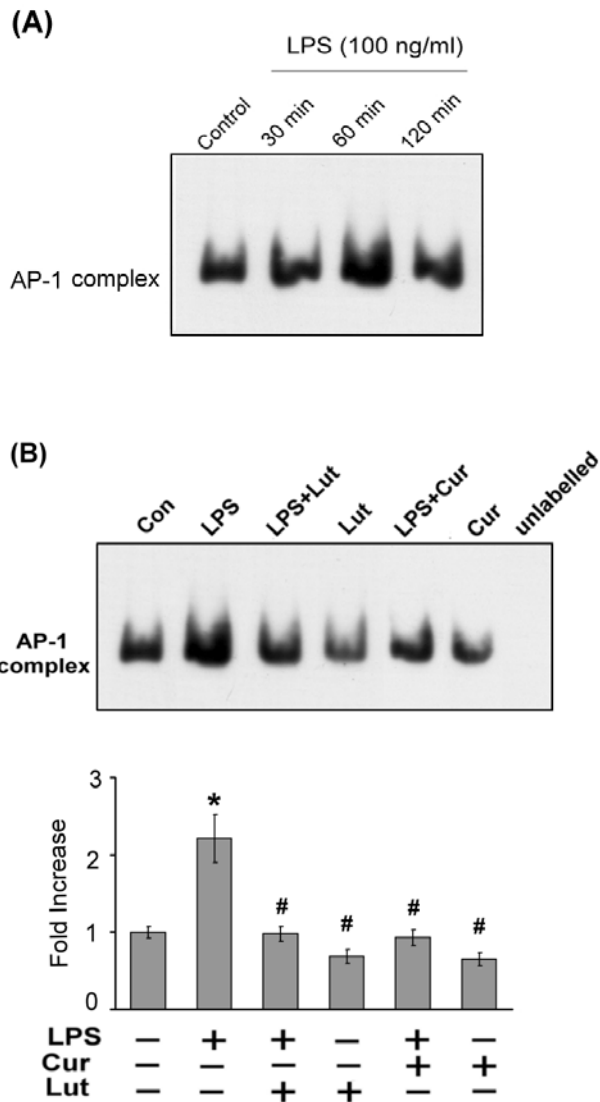 (A)
LPS (100 ng/ml)
Control 30 min 60 min 120 min
AP-1 complex
(B)
Con LPS LPS+Lut Lut LPS+Cur Cur unlabelled
AP-1
complex
3
*
2
# # # #
1
0
Fold Increase
LPS − + + − + −
Cur − − − − + +
Lut − − + + − −